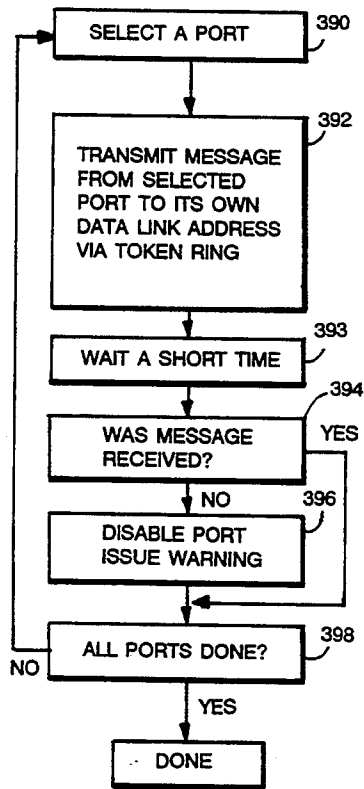 SELECT A PORT
390
392
TRANSMIT MESSAGE
FROM SELECTED
PORT TO ITS OWN
DATA LINK ADDRESS
VIA TOKEN RING
393
WAIT A SHORT TIME
394
WAS MESSAGE
RECEIVED?
YES
NO
396
DISABLE PORT
ISSUE WARNING
398
ALL PORTS DONE?
NO
YES
DONE